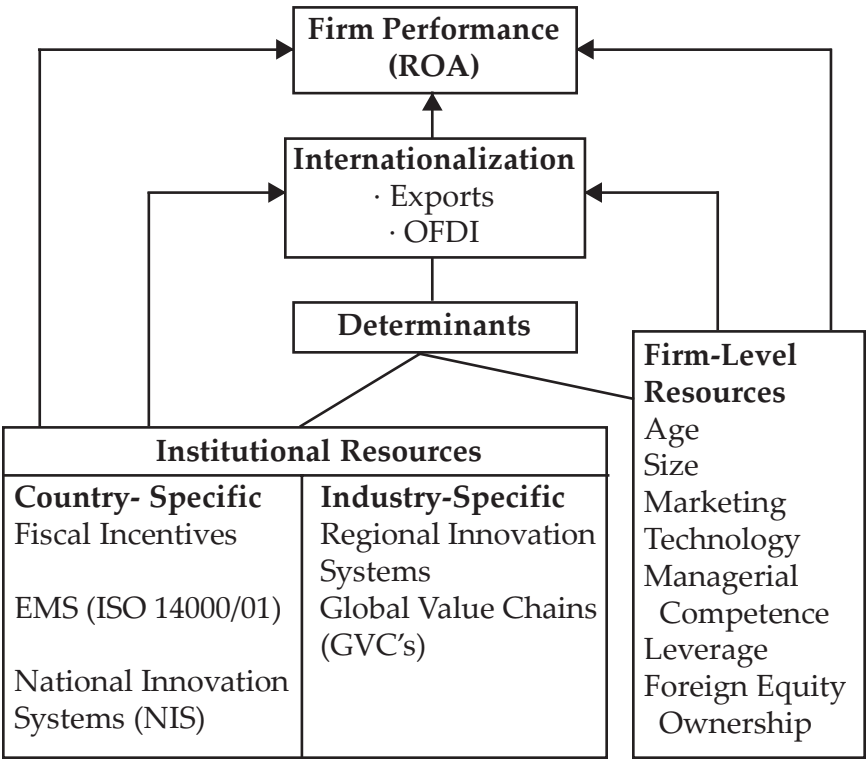 Firm Performance
(ROA)
Internationalization
· Exports
· OFDI
Determinants
Firm-Level
Resources
Age
Size
Marketing
Technology
Managerial
Competence
Leverage
Foreign Equity
Ownership
Institutional Resources
Country- Specific
Fiscal Incentives
EMS (ISO 14000/01)
National Innovation
Systems (NIS)
Industry-Specific
Regional Innovation
Systems
Global Value Chains
(GVC's)